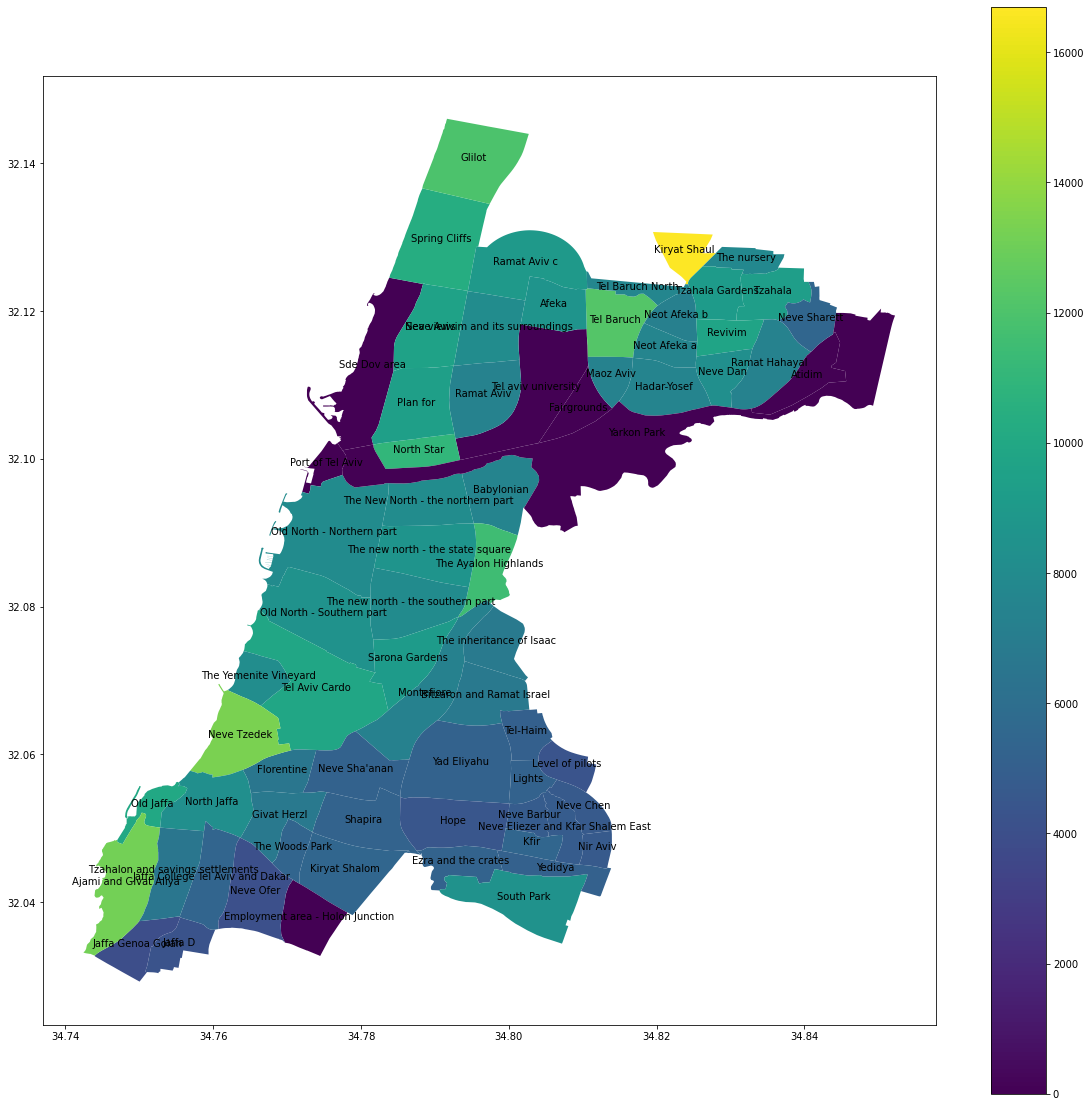 16000
14000
12000
10000
8000
6000
4000
2000
0
32.14
32.12
32.10
32.08
32.06
32.04
34.74
34.76
34.78
34.80
34.82
34.84
Glilot
Spring Cliffs
Ramat Aviv c
Kiryat Shaul
The nursery
Tel Baruch North
Tzahala Gardens
Tzahala
Afeka
Tel Baruch
Neot Afeka b
Neve Sharett
and its surroundings
Revivim
Neot Afeka a
Sde Dov area
Ramat Hahayal
Maoz Aviv
Neve Dan
Atidim
Tel aviv university
Hadar-Yosef
Ramat Aviv
Plan for
Fairgrounds
Yarkon Park
North Star
Port of Tel Aviv
Babylonian
The New North - the northern part
Old North - Northern part
The new north - the state square
The Ayalon Highlands
The new north - the southern part
Old North - Southern part
The inheritance of Isaac
Sarona Gardens
The Yemenite Vineyard
Tel Aviv Cardo
Montefiore
Bitzaron and Ramat Israel
Neve Tzedek
Tel-Haim
Yad Eliyahu
Level of pilots
Florentine
Neve Sha'anan
Lights
Old Jaffa
North Jaffa
Neve Chen
Givat Herzl
Shapira
Hope
Neve Barbur
Neve Eliezer and Kfar Shalem East
The Woods Park
Kfir
Nir Aviv
Ezra and the crates
Tzahalon and savings settlements
Kiryat Shalom
Yedidya
Ajami and Givat Aliya
Jaffa College Tel Aviv and Dakar
Neve Ofer
South Park
Employment area - Holon Junction
Jaffa Genoa Golan
Jaffa D